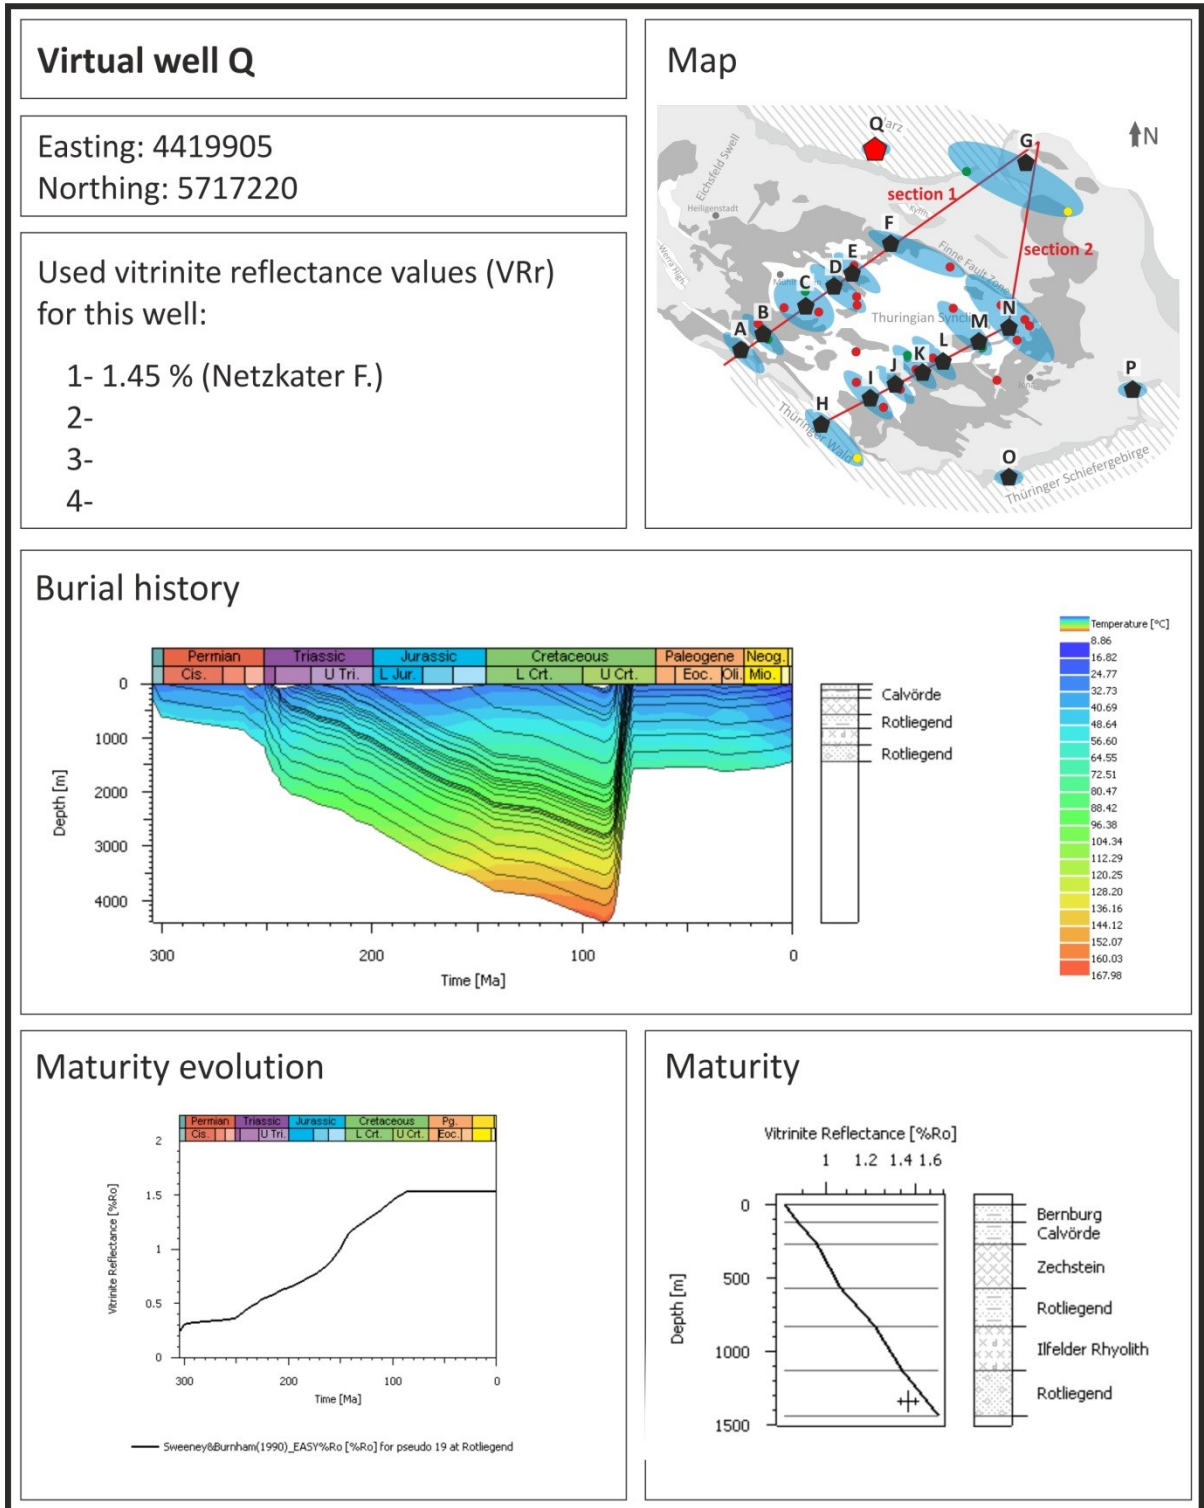 Virtual well Q
Easting: 4419905
Northing: 5717220
Used vitrinite reflectance values (VRr)
for this well:
1- 1.45 % (Netzkater F.)
2-
3-
4-
Map
Q
G
N
section 1
section 2
Eichsfeld Swell
Heiligenstadt
Werra High
F
E
D
C
B
A
Finne Fault Zone
Thuringian Syncl
N
M
L
K
J
I
H
P
O
Thüringer Wald
Thüringer Schiefergebirge
Burial history
Permian Triassic Jurassic Cretaceous Paleogene Neog.
Cis. U Tri. L Jur. L Crt. U Crt. Eoc. Oli. Mio.
0
1000
2000
3000
4000
Depth [m]
300 200 100 0
Time [Ma]
Calvörde
Rotliegend
Rotliegend
Temperature [°C]
8.86
16.82
24.77
32.73
40.69
48.64
56.60
64.55
72.51
80.47
88.42
96.38
104.34
112.29
120.25
128.20
136.16
144.12
152.07
160.03
167.98
Maturity evolution
Permian Triassic Jurassic Cretaceous Pg.
Cis. U Tri. L Crt. U Crt. Eoc.
2
1.5
1
0.5
0
Vitrinite Reflectance [%Ro]
300 200 100 0
Time [Ma]
Sweeney&Burnham(1990)_EASY%Ro [%Ro] for pseudo 19 at Rotliegend
Maturity
Vitrinite Reflectance [%Ro]
1 1.2 1.4 1.6
0
500
1000
1500
Depth [m]
Bernburg
Calvörde
Zechstein
Rotliegend
Ilfelder Rhyolith
Rotliegend